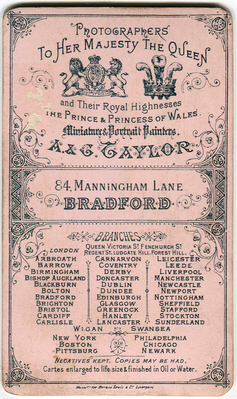 PHOTOGRAPHERS
TO HER MAJESTY THE QUEEN
and Their Royal Highnesses
THE PRINCE & PRINCESS OF WALES.
Miniature & Portrait Painters.
A & G TAYLOR
84, MANNINGHAM LANE
BRADFORD
BRANCHES
LONDON QUEEN VICTORIA ST FENCHURCH ST
REGENT ST. LUDGATE HILL. FOREST HILL.
ARBROATH CARNARVON LEICESTER
BARROW COVENTRY LEEDS
BIRMINGHAM DERBY LIVERPOOL
BISHOP AUCKLAND DONCASTER MANCHESTER
BLACKBURN DUBLIN NEWCASTLE
BOLTON DUNDEE NEWPORT
BRADFORD EDINBURGH NOTTINGHAM
BRIGHTON GLASGOW SHEFFIELD
BRISTOL GREENOCK STAFFORD
CARDIFF HANLEY STOCKTON
CARLISLE LANCASTER SUNDERLAND
WIGAN SWANSEA
NEW YORK PHILADELPHIA
BOSTON CHICAGO
PITTSBURG NEWARK
NEGATIVES KEPT. COPIES MAY BE HAD.
Cartes enlarged to life size & finished in Oil or Water.